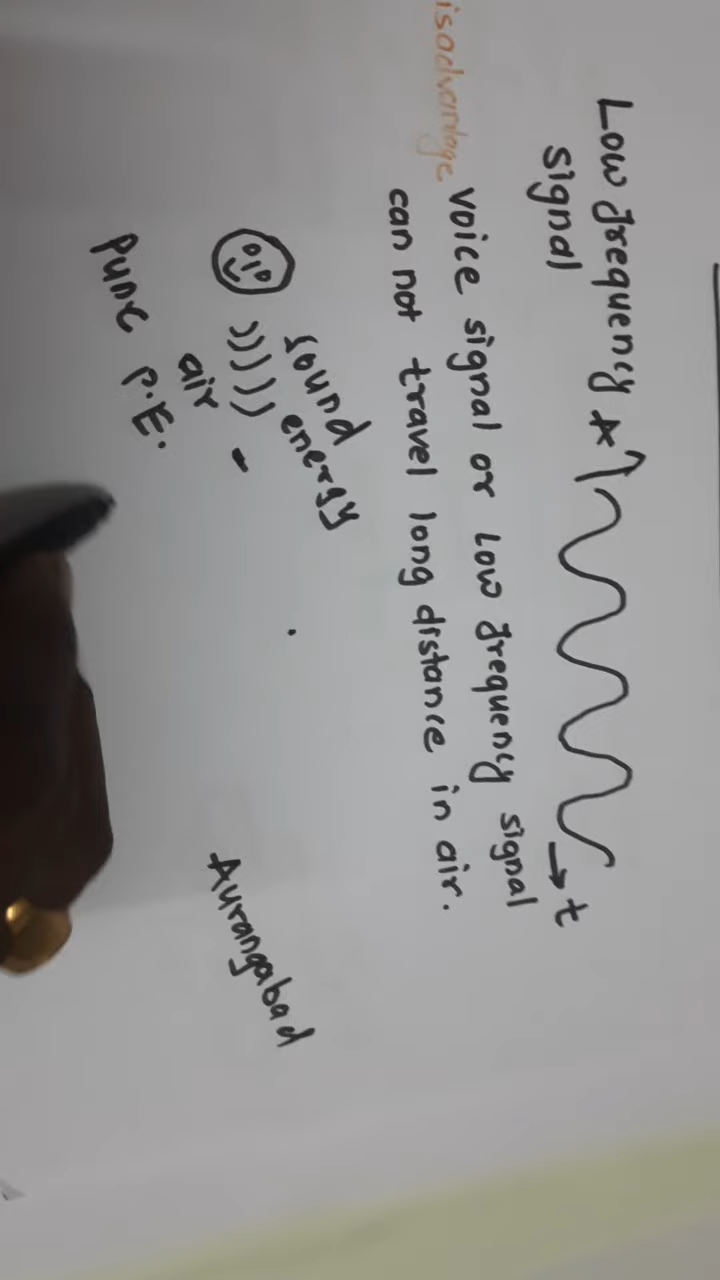 Low frequency
signal
A
t
isadvantage
voice signal or Low frequency signal
can not travel long distance in air.
sound
energy
air
Pune P.E.
Aurangabad